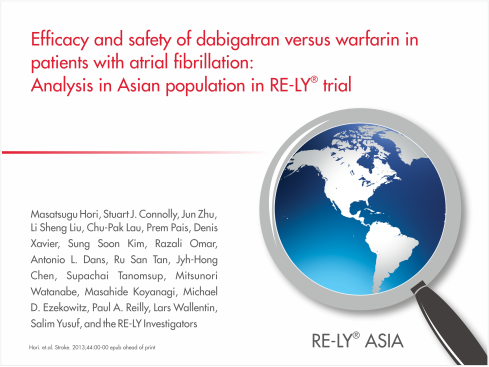 Efficacy and safety of dabigatran versus warfarin in
patients with atrial fibrillation:
Analysis in Asian population in RE-LY® trial
Masatsugu Hori, Stuart J. Connolly, Jun Zhu,
Li Sheng Liu, Chu-Pak Lau, Prem Pais, Denis
Xavier, Sung Soon Kim, Razali Omar,
Antonio L. Dans, Ru San Tan, Jyh-Hong
Chen, Supachai Tanomsup, Mitsunori
Watanabe, Masahide Koyanagi, Michael
D. Ezekowitz, Paul A. Reilly, Lars Wallentin,
Salim Yusuf, and the RE-LY Investigators
Hori. et al. Stroke. 2013;44:00-00 epub ahead of print
RE-LY® ASIA